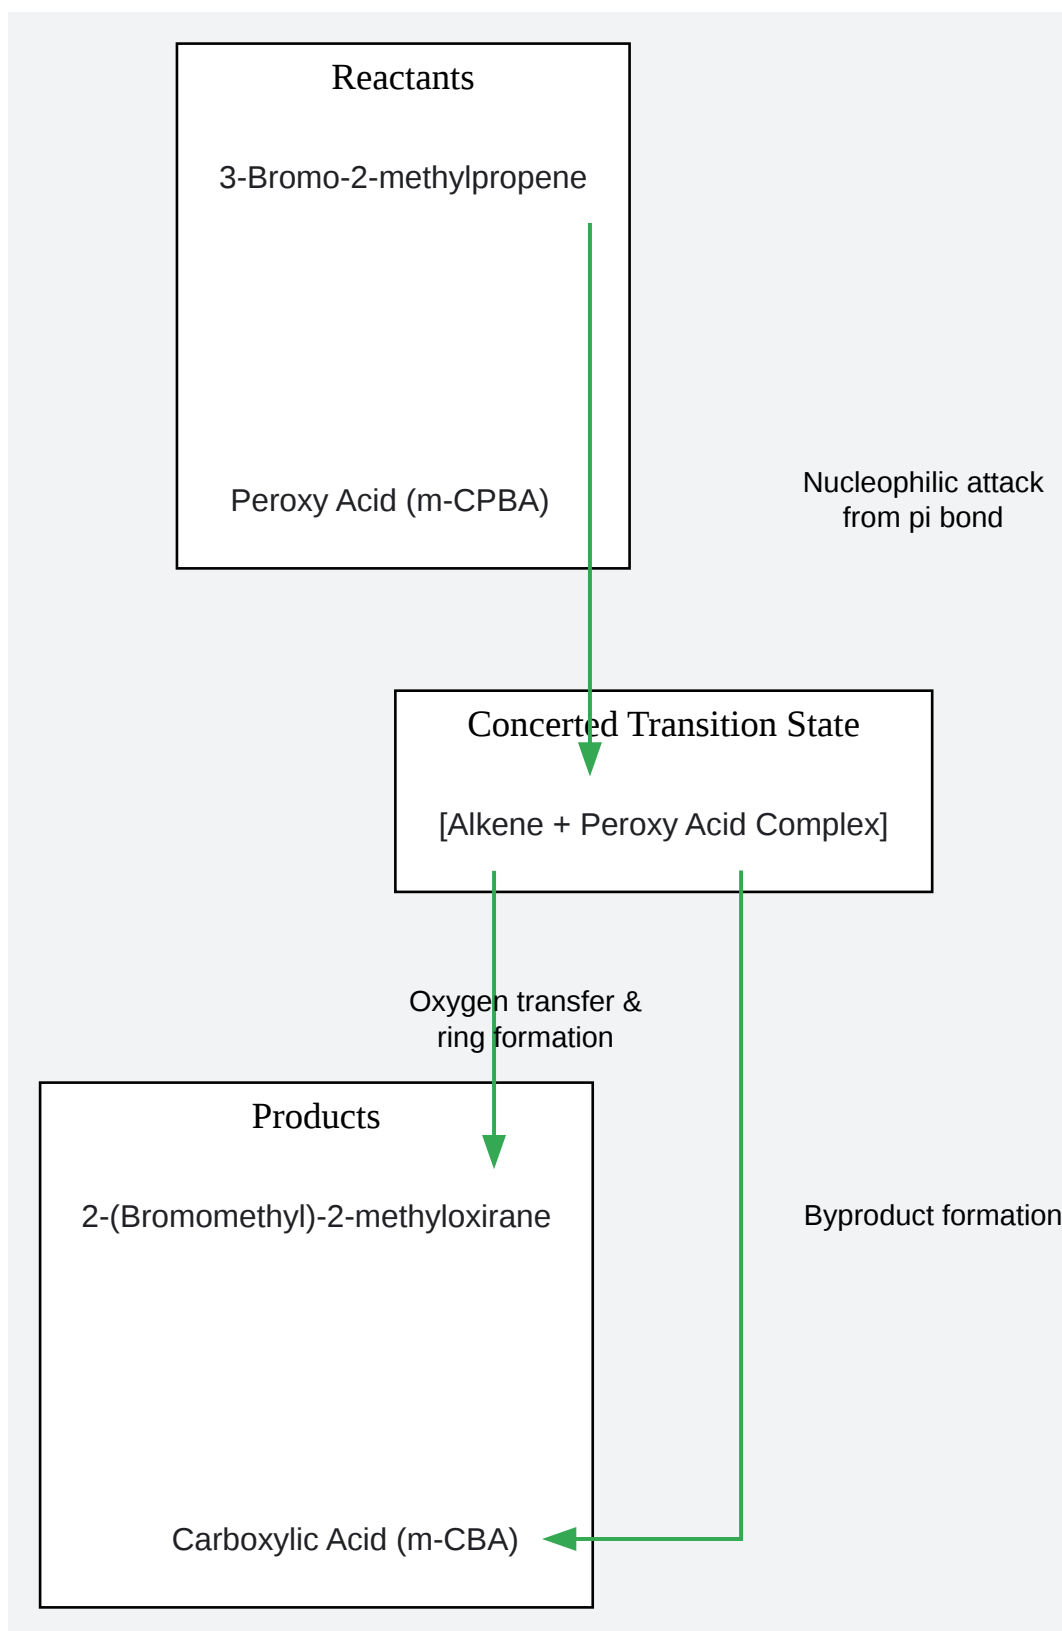 Reactants
3-Bromo-2-methylpropene
Peroxy Acid (m-CPBA)
Nucleophilic attack
from pi bond
Concerted Transition State
[Alkene + Peroxy Acid Complex]
Oxygen transfer &
ring formation
Products
2-(Bromomethyl)-2-methyloxirane
Byproduct formation
Carboxylic Acid (m-CBA)